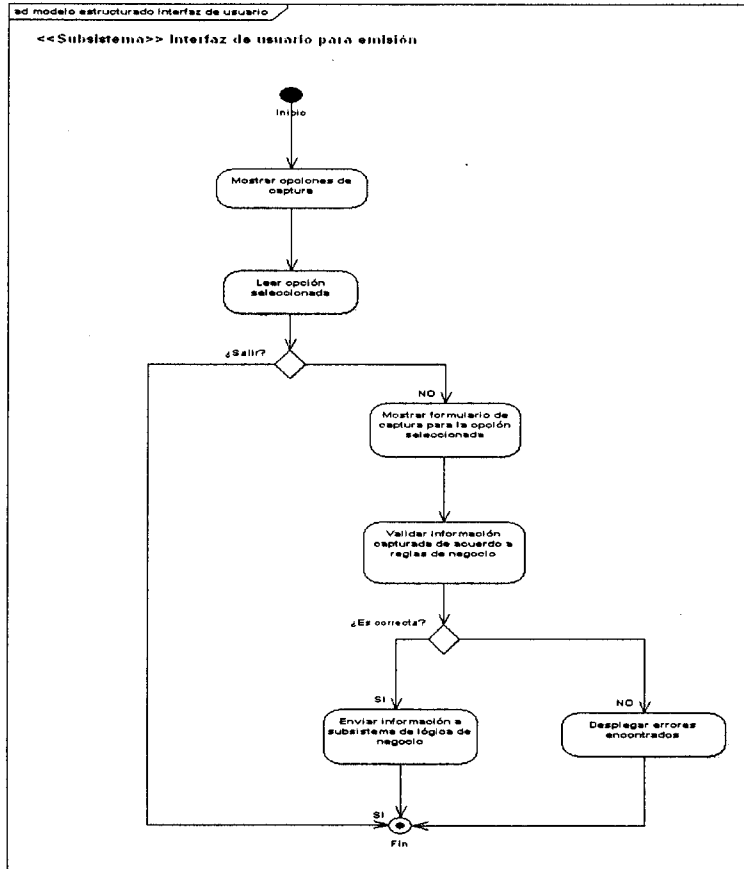 ad modelo estructurado interfaz de usuario
<<Subsistema>> Interfaz de usuario para emisión
Inicio
Mostrar opciones de
captura
Leer opción
seleccionada
¿Salir?
NO
Mostrar formulario de
captura para la opción
seleccionada
Validar información
capturada de acuerdo a
reglas de negocio
¿Es correcta?
SI
NO
Enviar información a
subsistema de lógica de
negocio
Desplegar errores
encontrados
SI
Fin